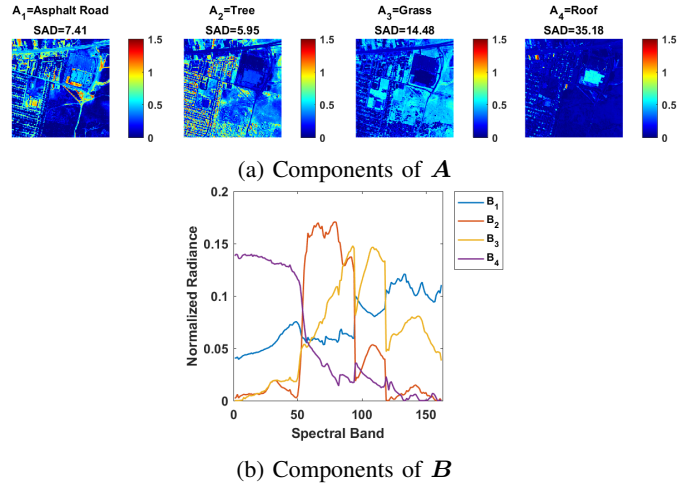 A1=Asphalt Road A2=Tree A3=Grass A4=Roof
SAD=7.41 SAD=5.95 SAD=14.48 SAD=35.18
1.5 1.5 1.5 1.5
1 1 1 1
0.5 0.5 0.5 0.5
0 0 0 0
(a) Components of A
0.2
0.15
0.1
0.05
0
Normalized Radiance
B1
B2
B3
B4
0 50 100 150
Spectral Band
(b) Components of B